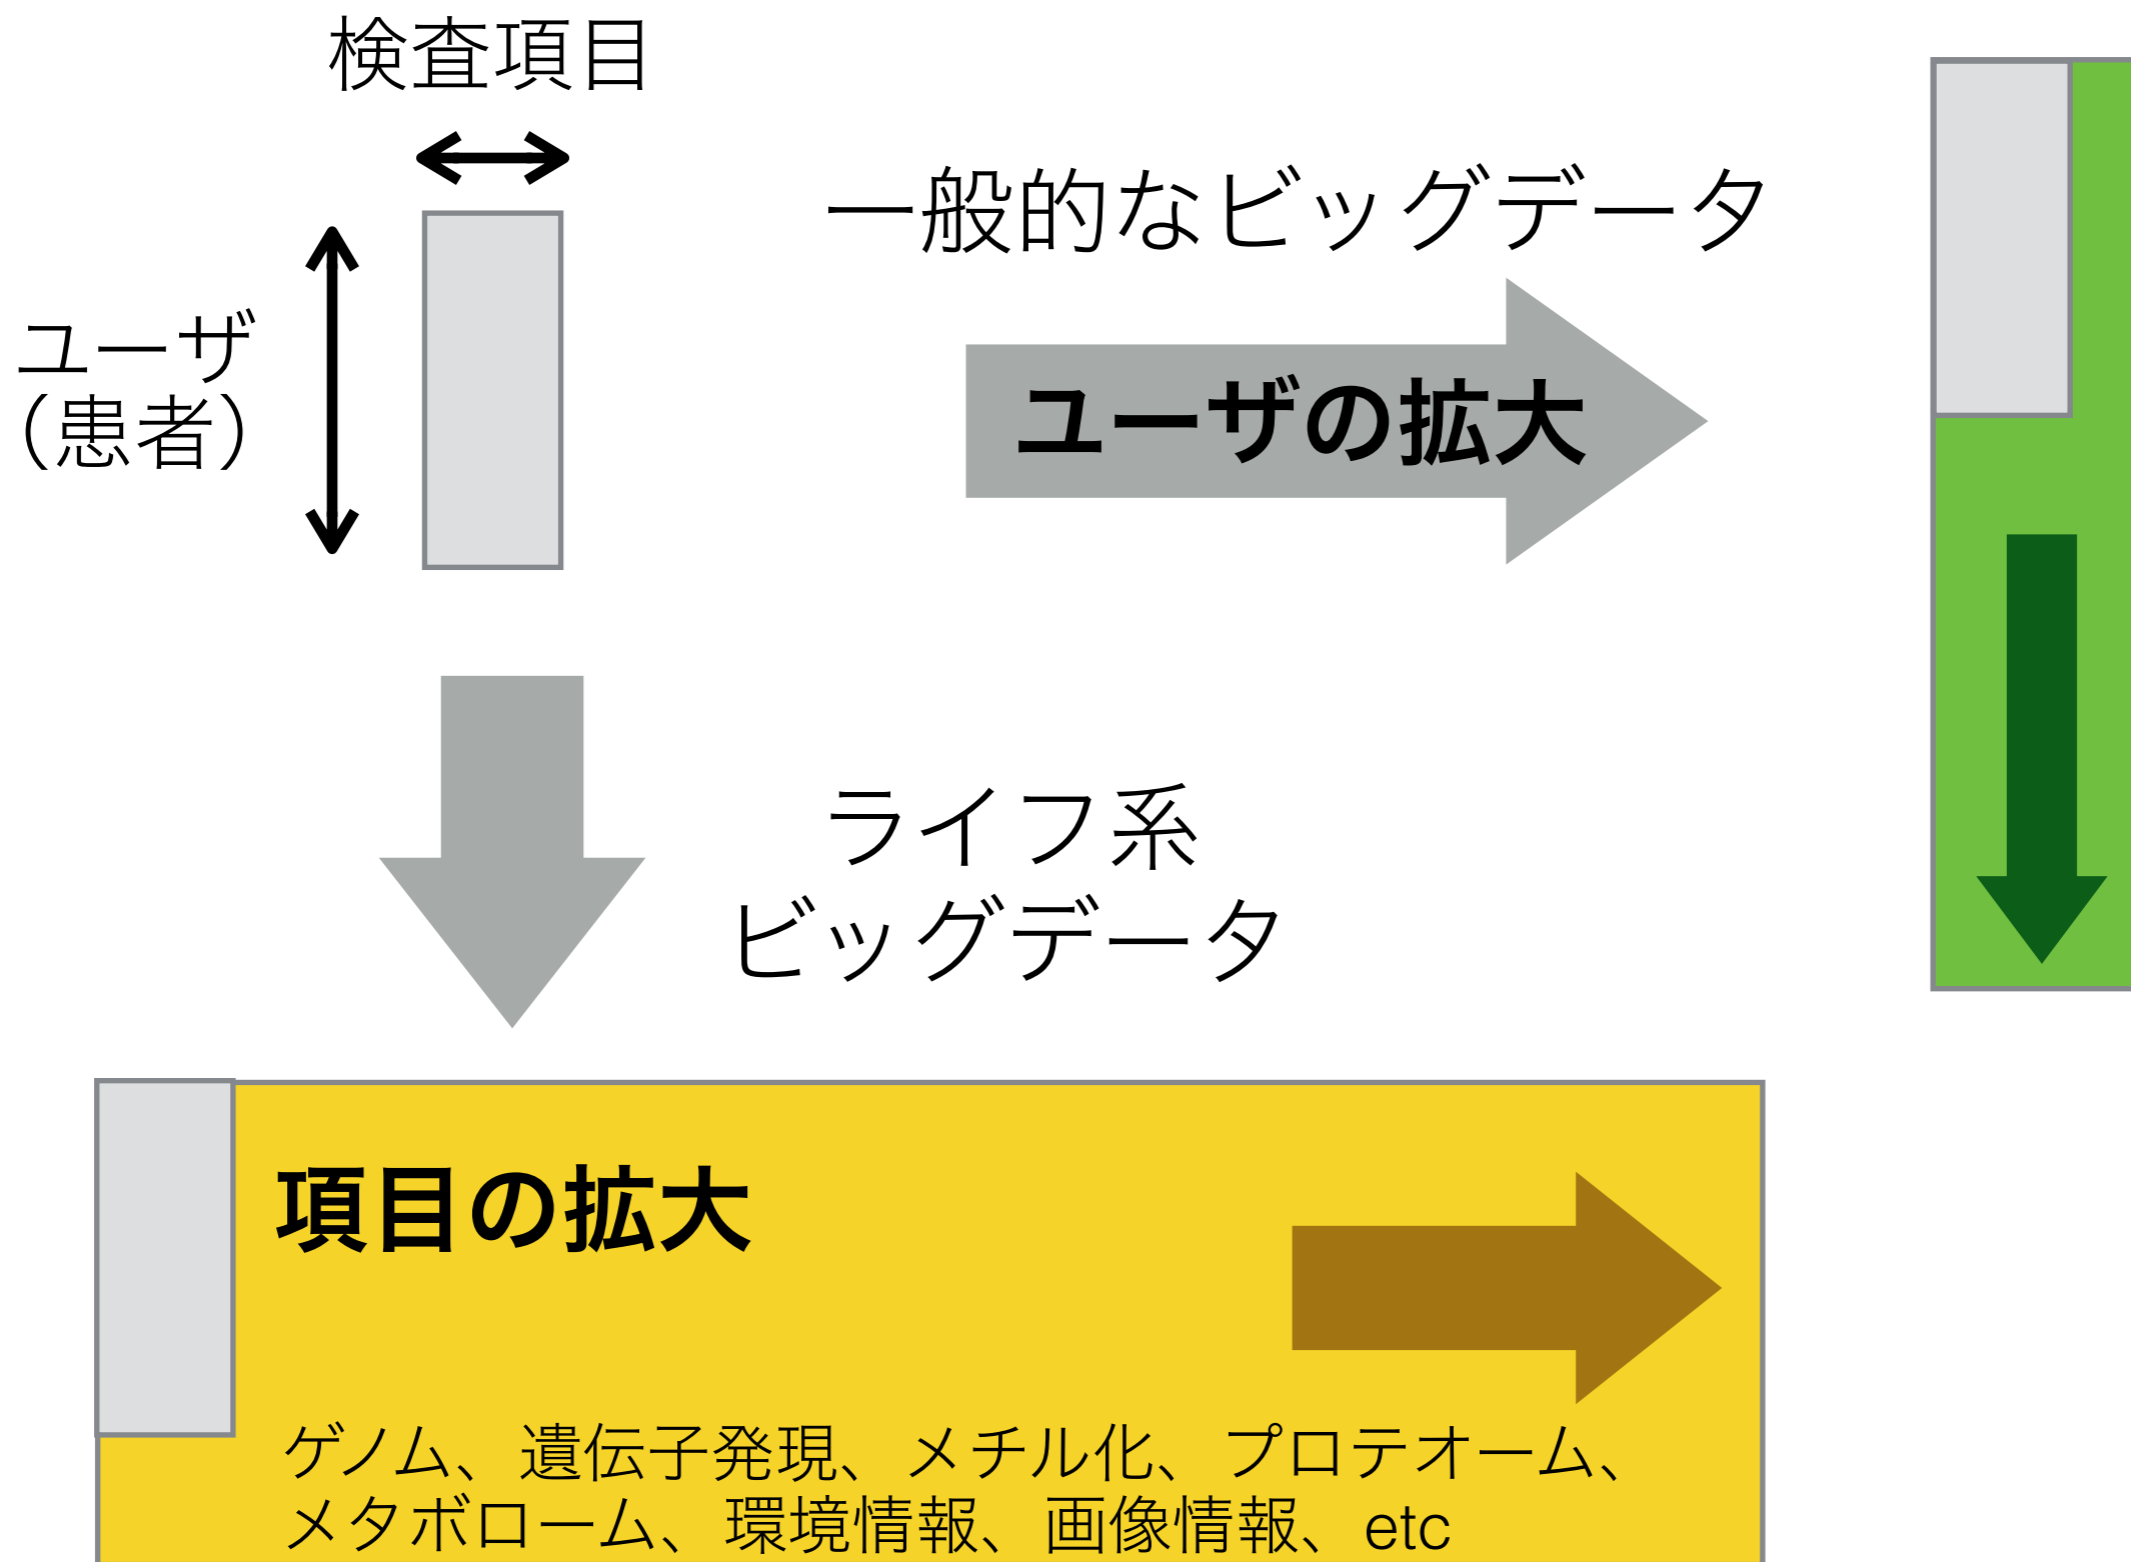 検査項目
一般的なビッグデータ
ユーザ
（患者）
ユーザの拡大
ライフ系
ビッグデータ
項目の拡大
ゲノム、遺伝子発現、メチル化、プロテオーム、
メタボローム、環境情報、画像情報、etc